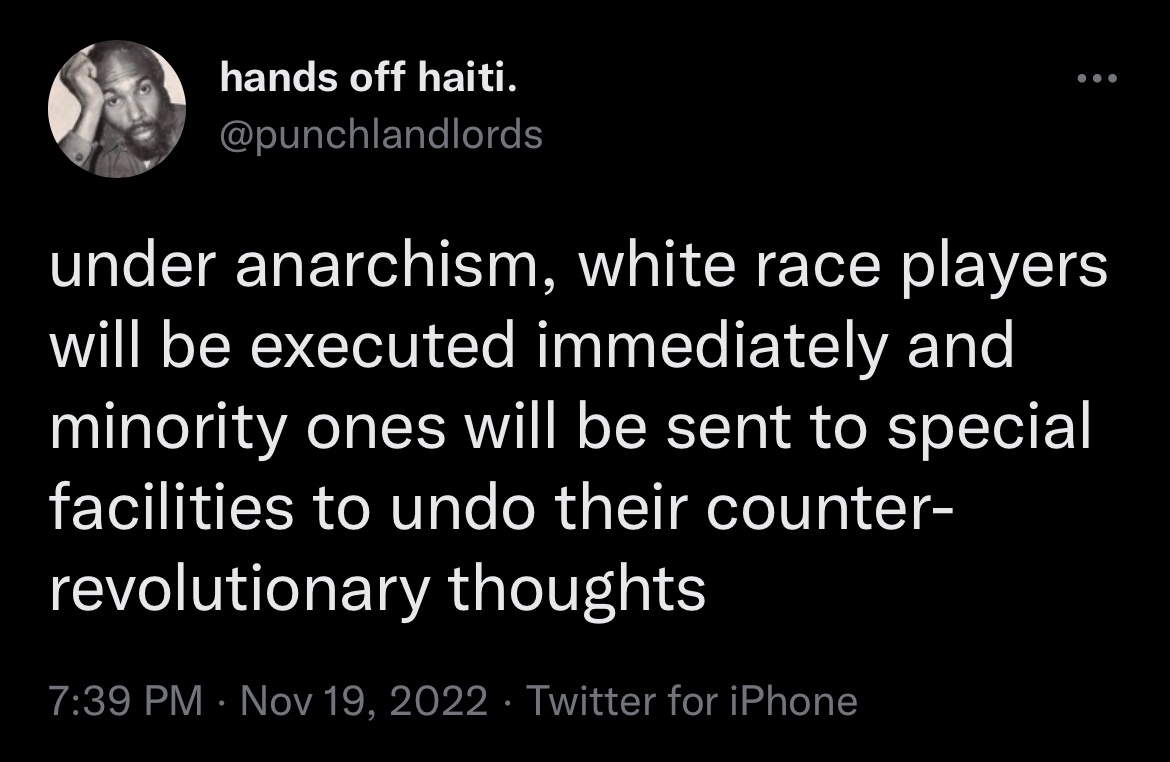 hands off haiti.
@punchlandlords
under anarchism, white race players
will be executed immediately and
minority ones will be sent to special
facilities to undo their counter-
revolutionary thoughts
7:39 PM · Nov 19, 2022 · Twitter for iPhone